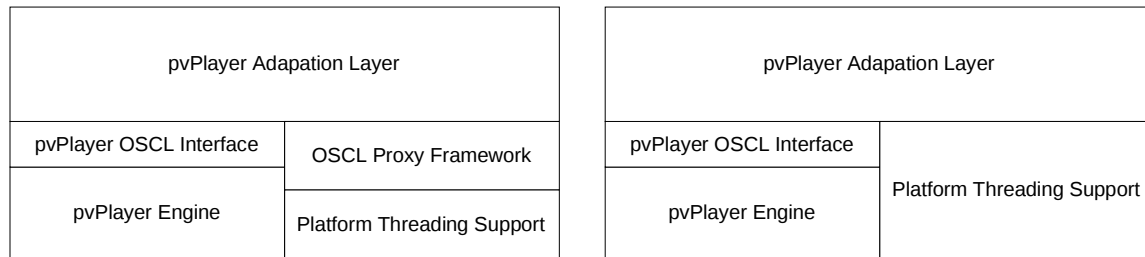 pvPlayer Adapation Layer
pvPlayer OSCL Interface
OSCL Proxy Framework
pvPlayer Engine
Platform Threading Support
pvPlayer Adapation Layer
pvPlayer OSCL Interface
Platform Threading Support
pvPlayer Engine